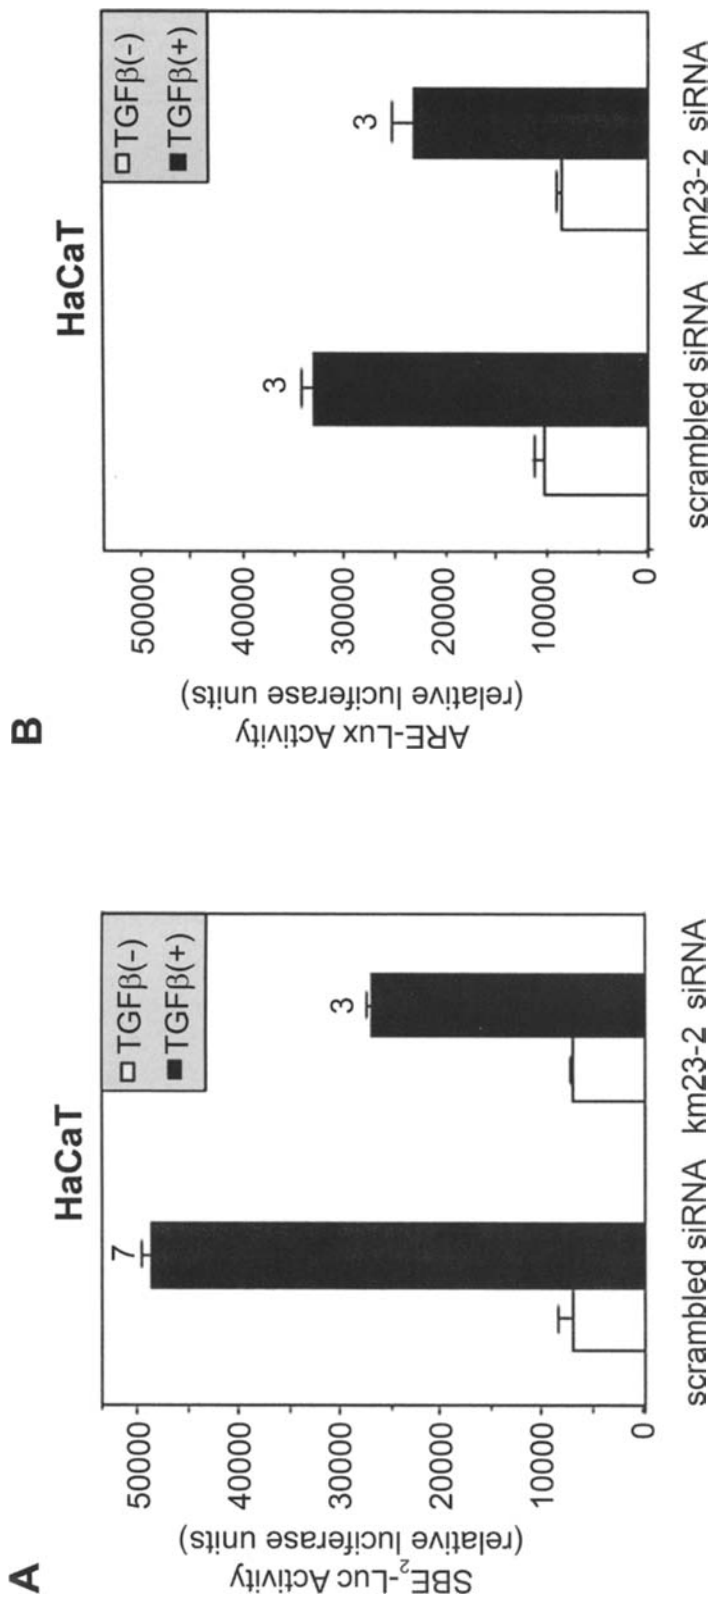 A
HaCaT
TGFβ(-)
TGFβ(+)
SBE2-Luc Activity
(relative luciferase units)
50000
40000
30000
20000
10000
0
7
3
scrambled siRNA km23-2 siRNA
B
HaCaT
TGFβ(-)
TGFβ(+)
ARE-Lux Activity
(relative luciferase units)
50000
40000
30000
20000
10000
0
3
3
scrambled siRNA km23-2 siRNA